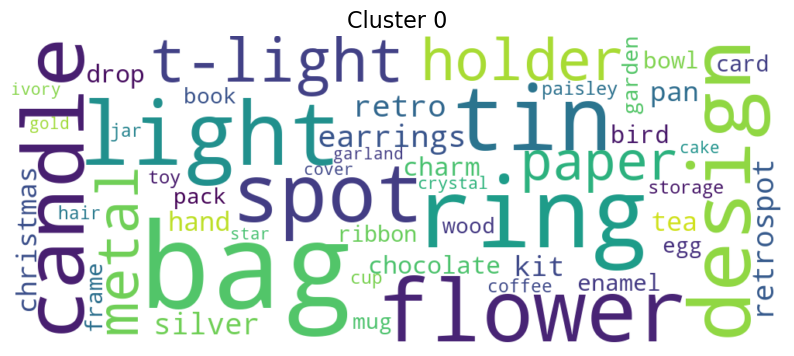 Cluster 0
candle
drop
t-light
holder
garden
bowl
card
ivory
book
light
retro
tin
paisley
pan
design
gold
jar
earrings
bird
garland
paper
cake
christmas
hair
metal
toy
pack
spot
cover
charm
crystal
ring
storage
retrospot
hand
star
bag
ribbon
wood
tea
egg
frame
silver
chocolate
cup
mug
kit
coffee
enamel
flower